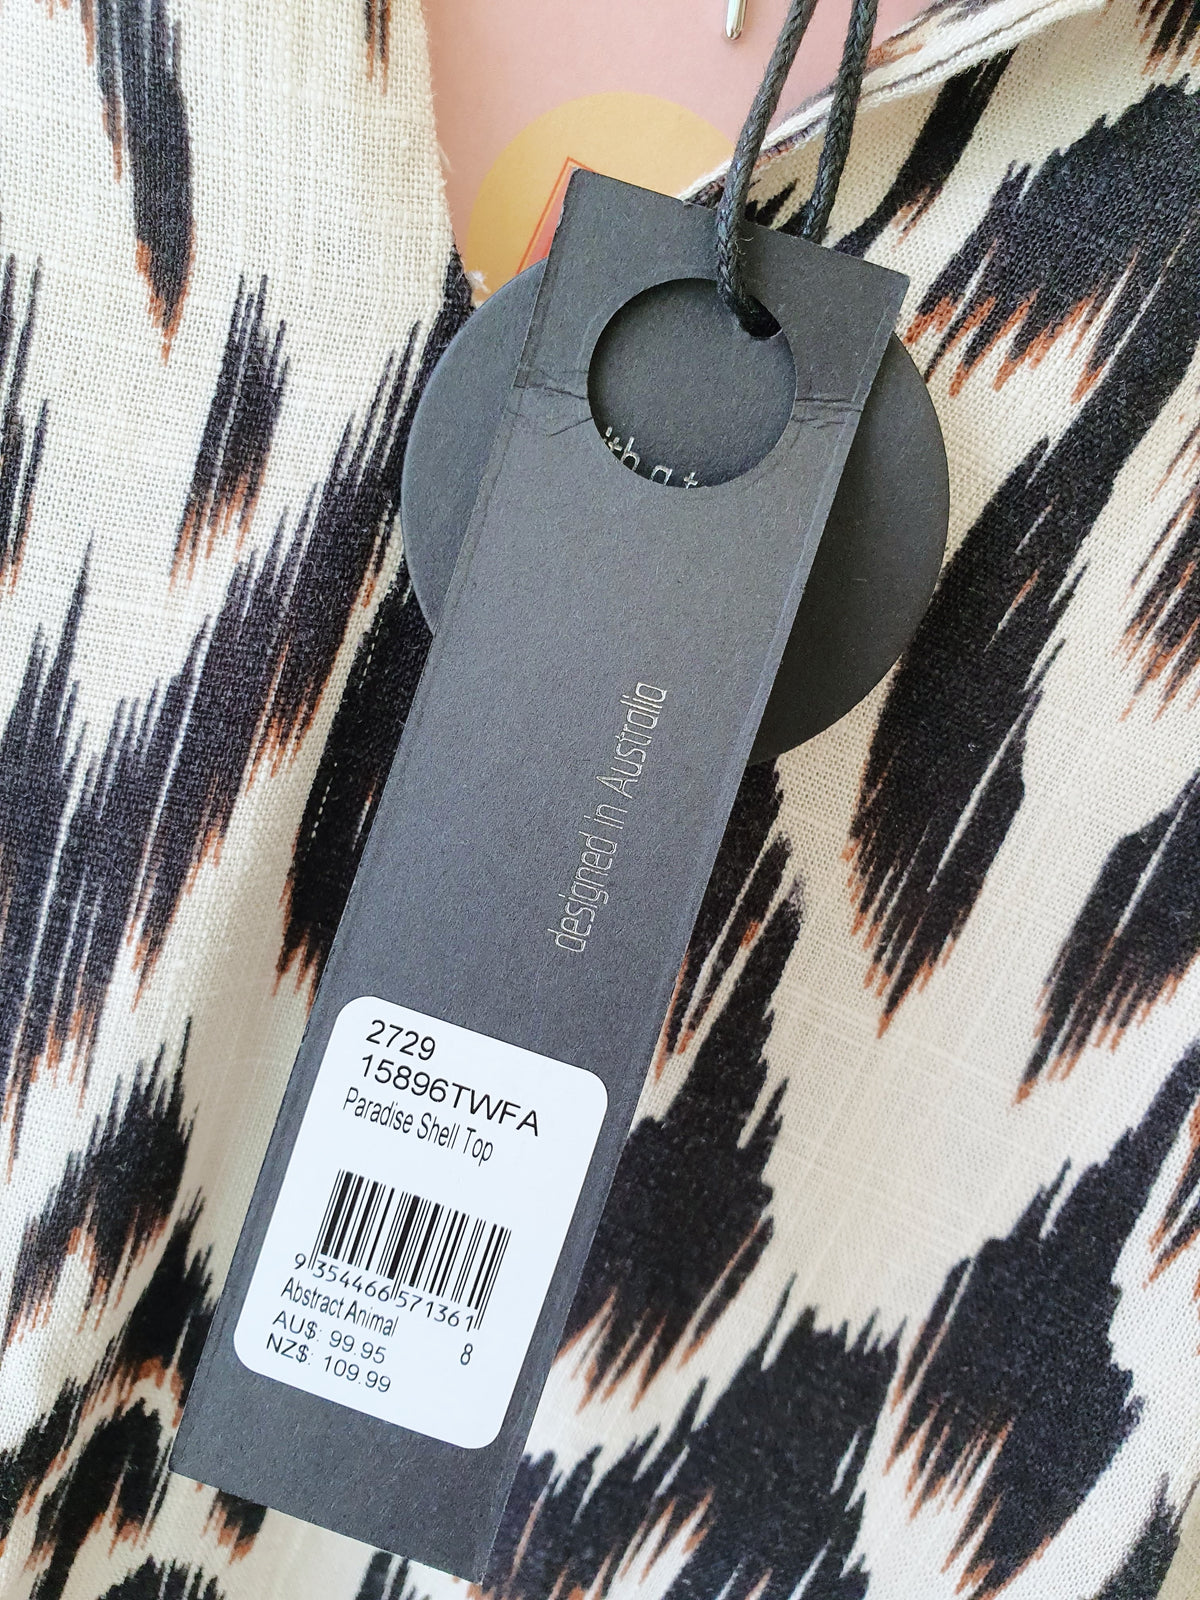 designed in Australia
2729
15896TWFA
Paradise Shell Top
9 354466 571361
Abstract Animal
AU$: 99.95
8
NZ$: 109.99